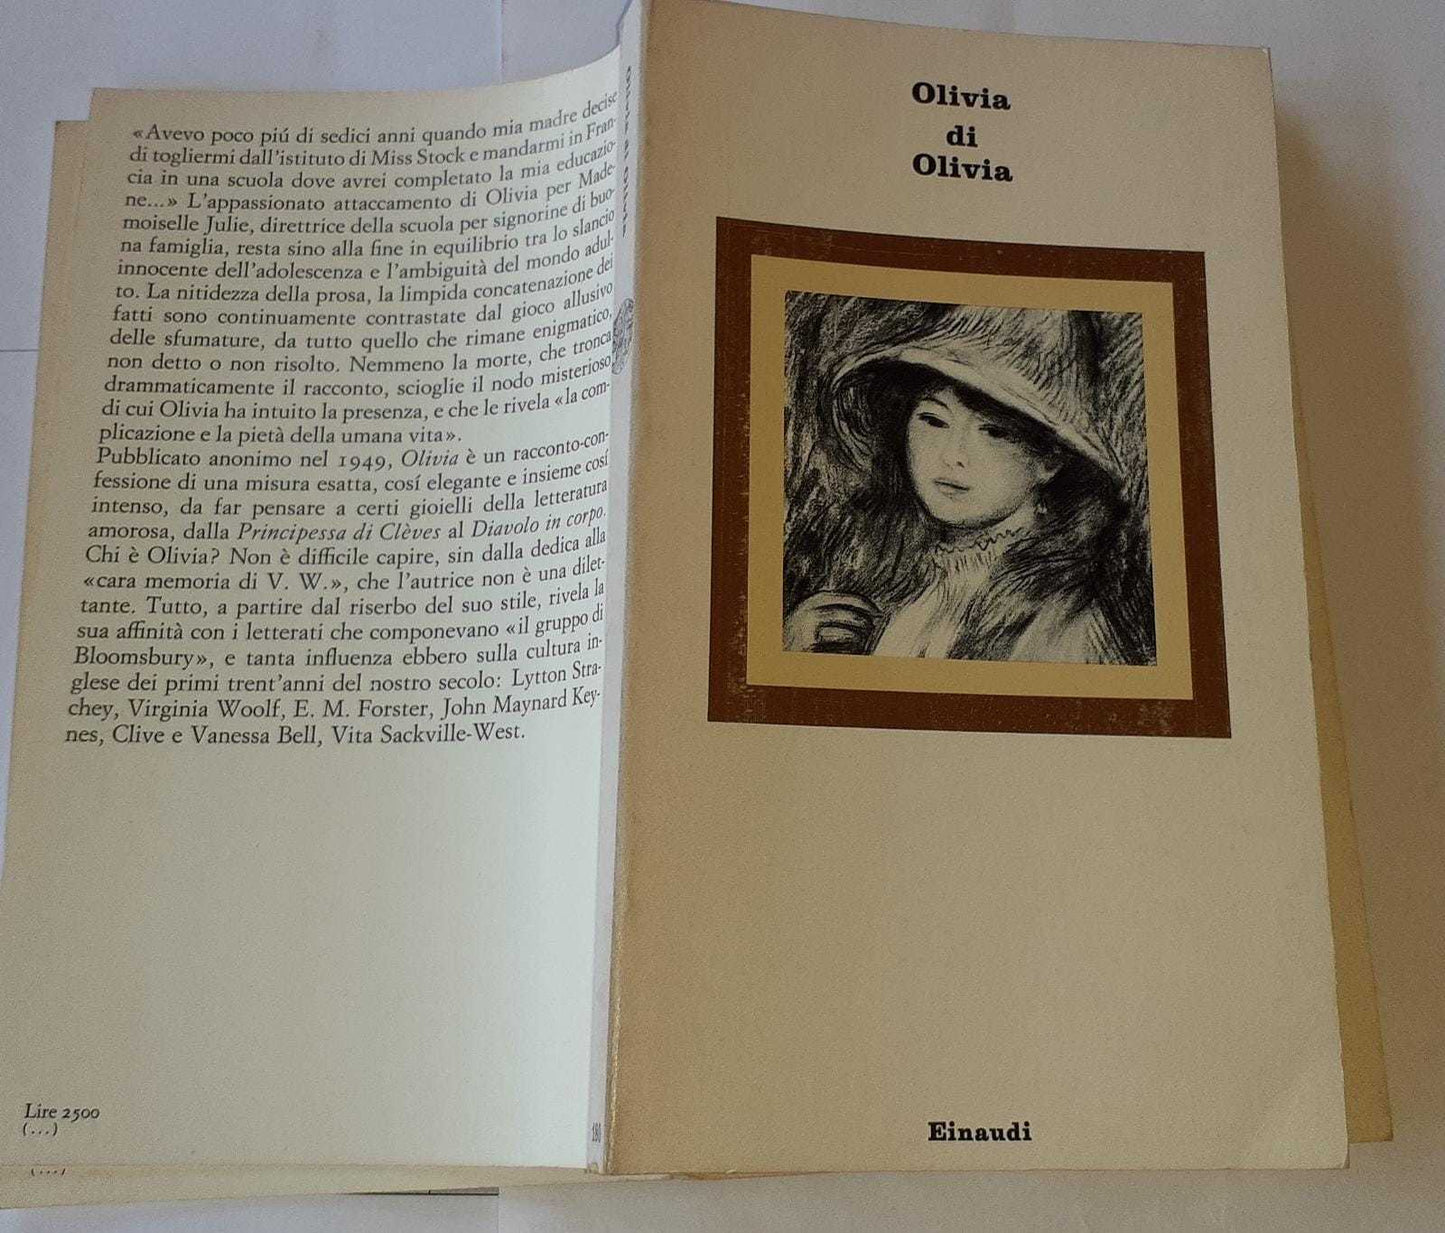 «Avevo poco piú di sedici anni quando mia madre decise
di togliermi dall'istituto di Miss Stock e mandarmi in Fran-
cia in una scuola dove avrei completato la mia educazio-
ne...» L'appassionato attaccamento di Olivia per Made-
moiselle Julie, direttrice della scuola per signorine di buo-
na famiglia, resta sino alla fine in equilibrio tra lo slancio
innocente dell'adolescenza e l'ambiguità del mondo adul-
to. La nitidezza della prosa, la limpida concatenazione dei
fatti sono continuamente contrastate dal gioco allusivo
delle sfumature, da tutto quello che rimane enigmatico,
non detto o non risolto. Nemmeno la morte, che tronca
drammaticamente il racconto, scioglie il nodo misterioso
di cui Olivia ha intuito la presenza, e che le rivela «la com-
plicazione e la pietà della umana vita».
Pubblicato anonimo nel 1949, Olivia è un racconto-con-
fessione di una misura esatta, cosí elegante e insieme cosí
intenso, da far pensare a certi gioielli della letteratura
amorosa, dalla Principessa di Clèves al Diavolo in corpo.
Chi è Olivia? Non è difficile capire, sin dalla dedica alla
«cara memoria di V. W.», che l'autrice non è una dilet-
tante. Tutto, a partire dal riserbo del suo stile, rivela la
sua affinità con i letterati che componevano «il gruppo di
Bloomsbury», e tanta influenza ebbero sulla cultura in-
glese dei primi trent'anni del nostro secolo: Lytton Stra-
chey, Virginia Woolf, E. M. Forster, John Maynard Key-
nes, Clive e Vanessa Bell, Vita Sackville-West.
Lire 2500
(...)
(...)
Olivia di Olivia
180
Olivia
di
Olivia
Einaudi